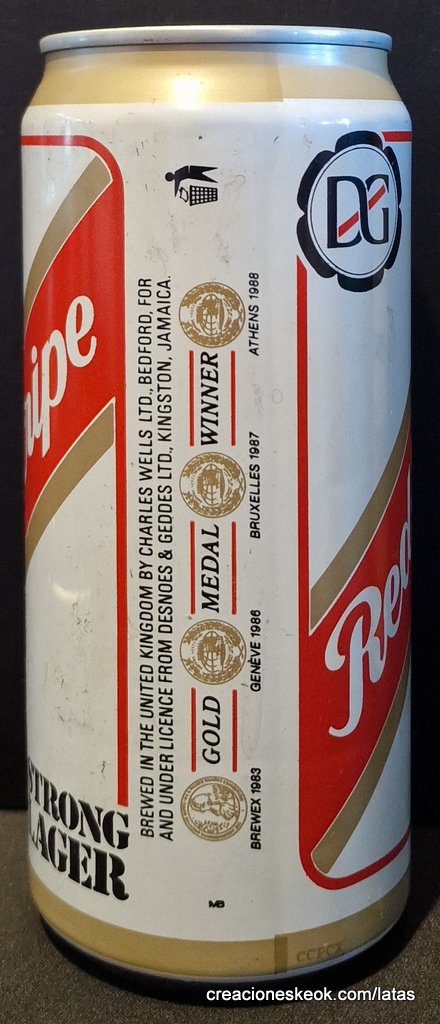 DG
ripe
STRONG
LAGER
BREWED IN THE UNITED KINGDOM BY CHARLES WELLS LTD., BEDFORD, FOR
AND UNDER LICENCE FROM DESNOES & GEDDES LTD., KINGSTON, JAMAICA.
GOLD MEDAL WINNER
BREWEX 1983 GENÈVE 1986 BRUXELLES 1987 ATHENS 1988
MB
Red
creacioneskeok.com/latas